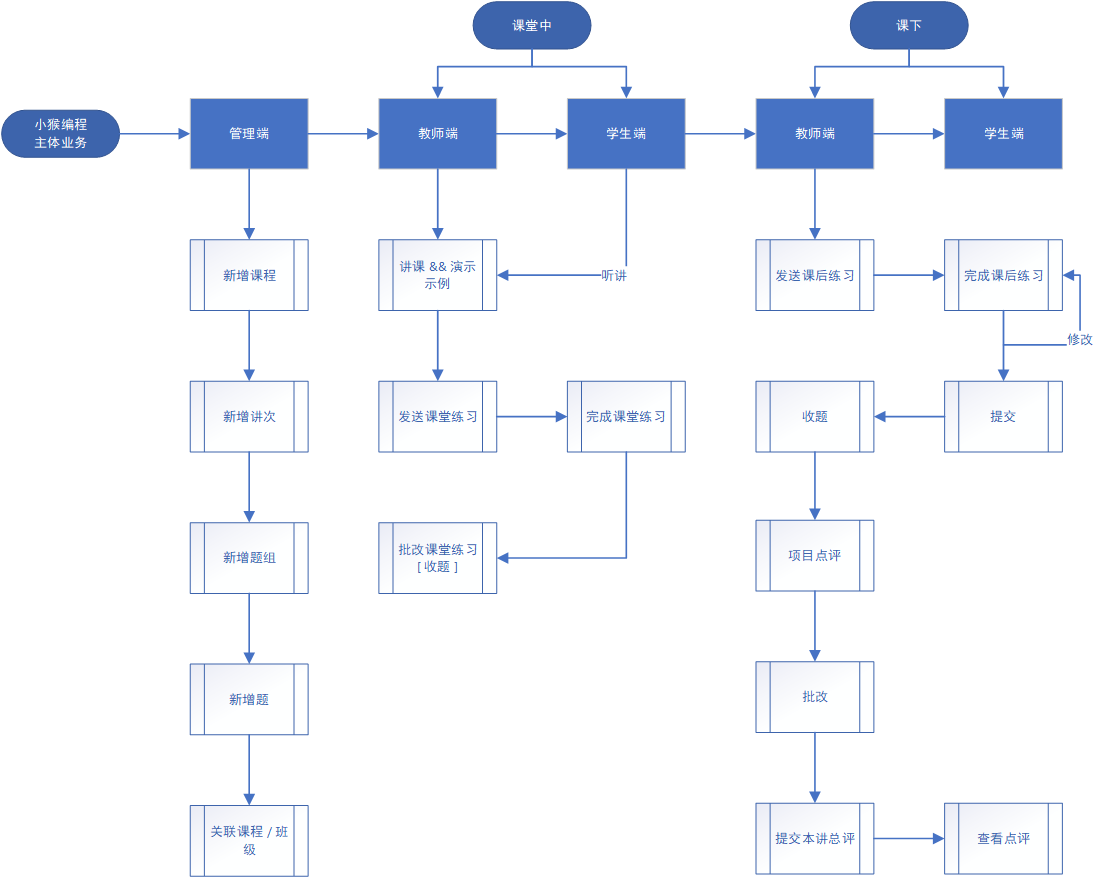 课堂中
课下
小猴编程
主体业务
管理端
教师端
学生端
教师端
学生端
新增课程
讲课 && 演示
示例
听讲
发送课后练习
完成课后练习
修改
新增讲次
发送课堂练习
完成课堂练习
收题
提交
新增题组
批改课堂练习
[ 收题 ]
项目点评
新增题
批改
关联课程 / 班
级
提交本讲总评
查看点评